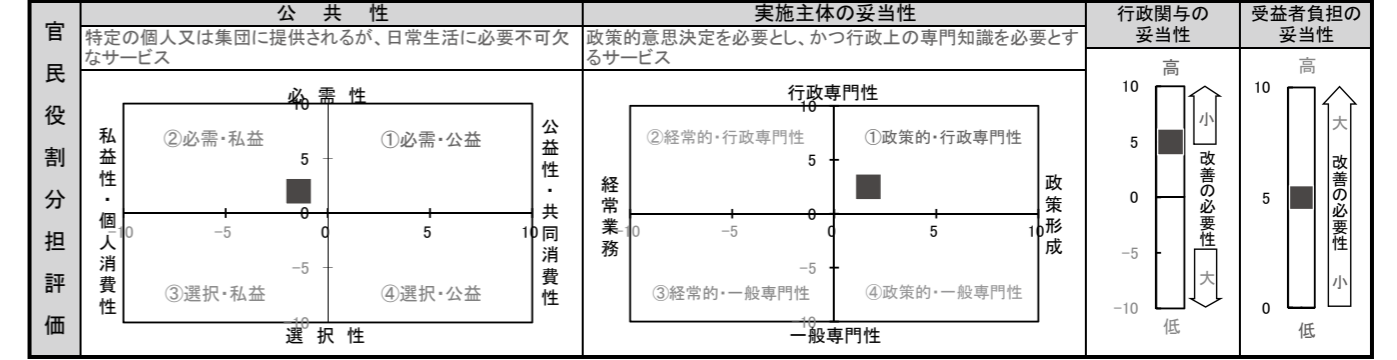 官民役割分担評価
公共性
特定の個人又は集団に提供されるが、日常生活に必要不可欠
なサービス
必需性
10
②必需・私益
①必需・公益
5
私益性・個人消費性
公益性・共同消費性
0
-10
-5
0
5
10
-5
③選択・私益
④選択・公益
-10
選択性
実施主体の妥当性
政策的意思決定を必要とし、かつ行政上の専門知識を必要とす
るサービス
行政専門性
10
②経常的・行政専門性
①政策的・行政専門性
5
経常業務
政策形成
0
-10
-5
0
5
10
-5
③経常的・一般専門性
④政策的・一般専門性
-10
一般専門性
行政関与の
妥当性
高
10
5
0
-5
-10
小
改善の必要性
大
低
受益者負担の
妥当性
高
10
5
0
大
改善の必要性
小
低